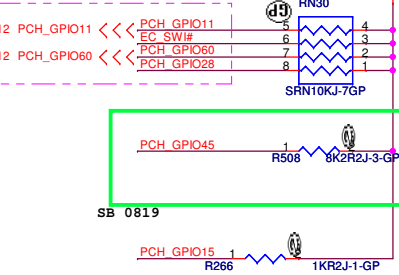 RN30
12 PCH_GPIO11 PCH_GPIO11 5 4
EC_SWI# 6 3
12 PCH_GPIO60 PCH_GPIO60 7 2
PCH_GPIO28 8 1
SRN10KJ-7GP
PCH_GPIO45 1
R508 8K2R2J-3-GP
SB 0819
PCH_GPIO15 1
R266 1KR2J-1-GP